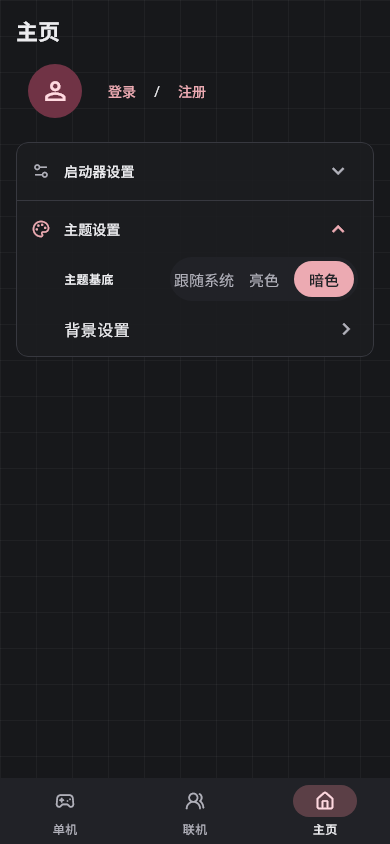 主页
登录 / 注册
启动器设置
主题设置
主题基底 跟随系统 亮色 暗色
背景设置
单机 联机 主页